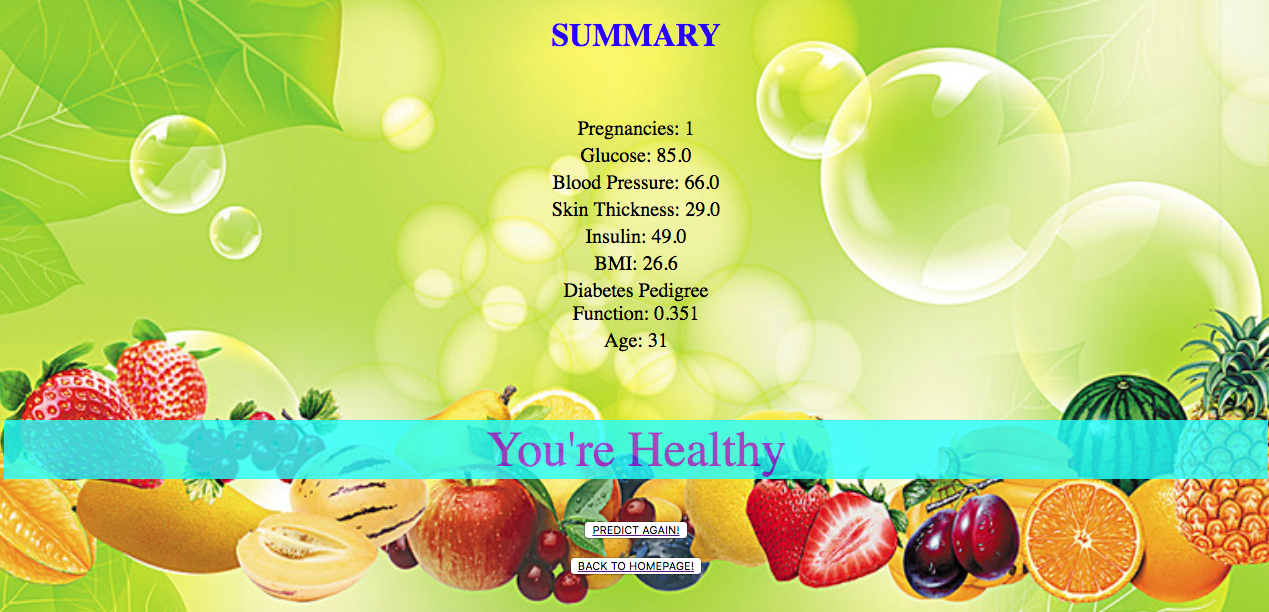 SUMMARY
Pregnancies: 1
Glucose: 85.0
Blood Pressure: 66.0
Skin Thickness: 29.0
Insulin: 49.0
BMI: 26.6
Diabetes Pedigree
Function: 0.351
Age: 31
You're Healthy
PREDICT AGAIN!
BACK TO HOMEPAGE!